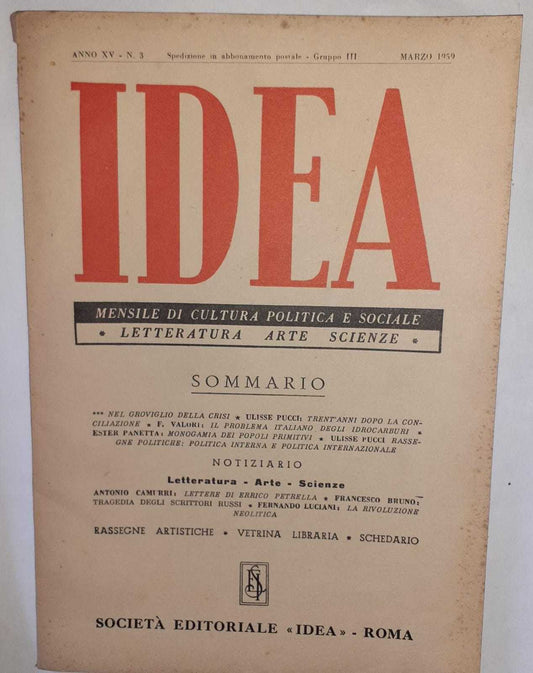 ANNO XV - N. 3 Spedizione in abbonamento postale - Gruppo III MARZO 1959
IDEA
MENSILE DI CULTURA POLITICA E SOCIALE
* LETTERATURA ARTE SCIENZE *
SOMMARIO
*** NEL GROVIGLIO DELLA CRISI * ULISSE PUCCI: TRENT'ANNI DOPO LA CON-
CILIAZIONE * F. VALORI: IL PROBLEMA ITALIANO DEGLI IDROCARBURI *
ESTER PANETTA: MONOGAMIA DEI POPOLI PRIMITIVI * ULISSE PUCCI RASSE-
GNE POLITICHE: POLITICA INTERNA E POLITICA INTERNAZIONALE
NOTIZIARIO
Letteratura - Arte - Scienze
ANTONIO CAMURRI: LETTERE DI ERRICO PETRELLA * FRANCESCO BRUNO:
TRAGEDIA DEGLI SCRITTORI RUSSI * FERNANDO LUCIANI: LA RIVOLUZIONE
NEOLITICA
RASSEGNE ARTISTICHE * VETRINA LIBRARIA * SCHEDARIO
SOCIETÀ EDITORIALE «IDEA» - ROMA